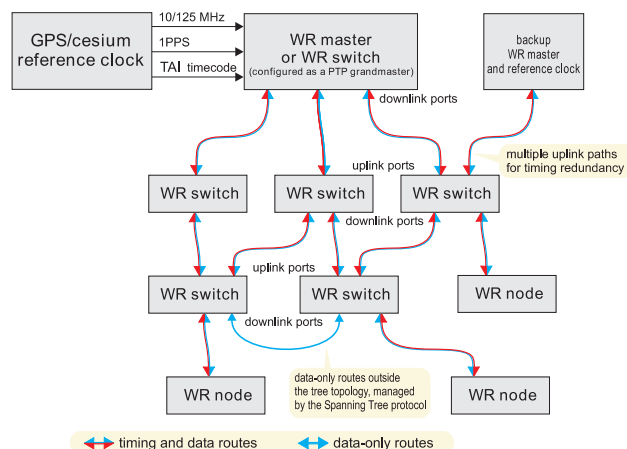 GPS/cesium
reference clock
10/125 MHz
1PPS
TAI timecode
WR master
or WR switch
(configured as a PTP grandmaster)
backup
WR master
and reference clock
downlink ports
multiple uplink paths
for timing redundancy
uplink ports
WR switch
WR switch
WR switch
downlink ports
uplink ports
WR switch
WR switch
WR node
downlink ports
data-only routes outside
the tree topology, managed
by the Spanning Tree protocol
WR node
WR node
timing and data routes
data-only routes